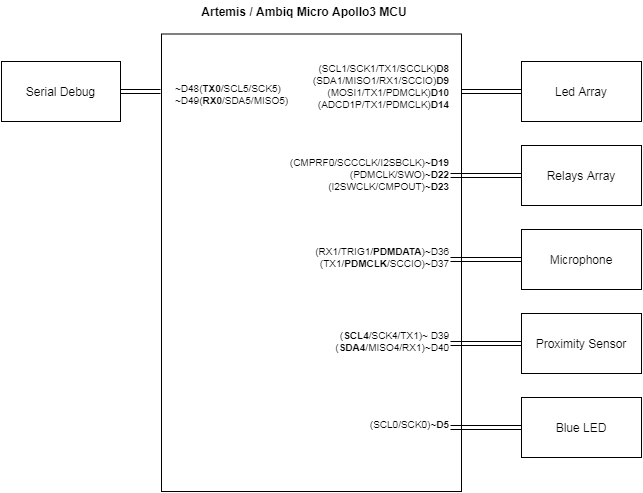 Artemis / Ambiq Micro Apollo3 MCU
Serial Debug
~D48(TX0/SCL5/SCK5)
~D49(RX0/SDA5/MISO5)
(SCL1/SCK1/TX1/SCCLK)D8
(SDA1/MISO1/RX1/SCCIO)D9
(MOSI1/TX1/PDMCLK)D10
(ADCD1P/TX1/PDMCLK)D14
Led Array
(CMPRF0/SCCCLK/I2SBCLK)~D19
(PDMCLK/SWO)~D22
(I2SWCLK/CMPOUT)~D23
Relays Array
(RX1/TRIG1/PDMDATA)~D36
(TX1/PDMCLK/SCCIO)~D37
Microphone
(SCL4/SCK4/TX1)~ D39
(SDA4/MISO4/RX1)~D40
Proximity Sensor
(SCL0/SCK0)~D5
Blue LED